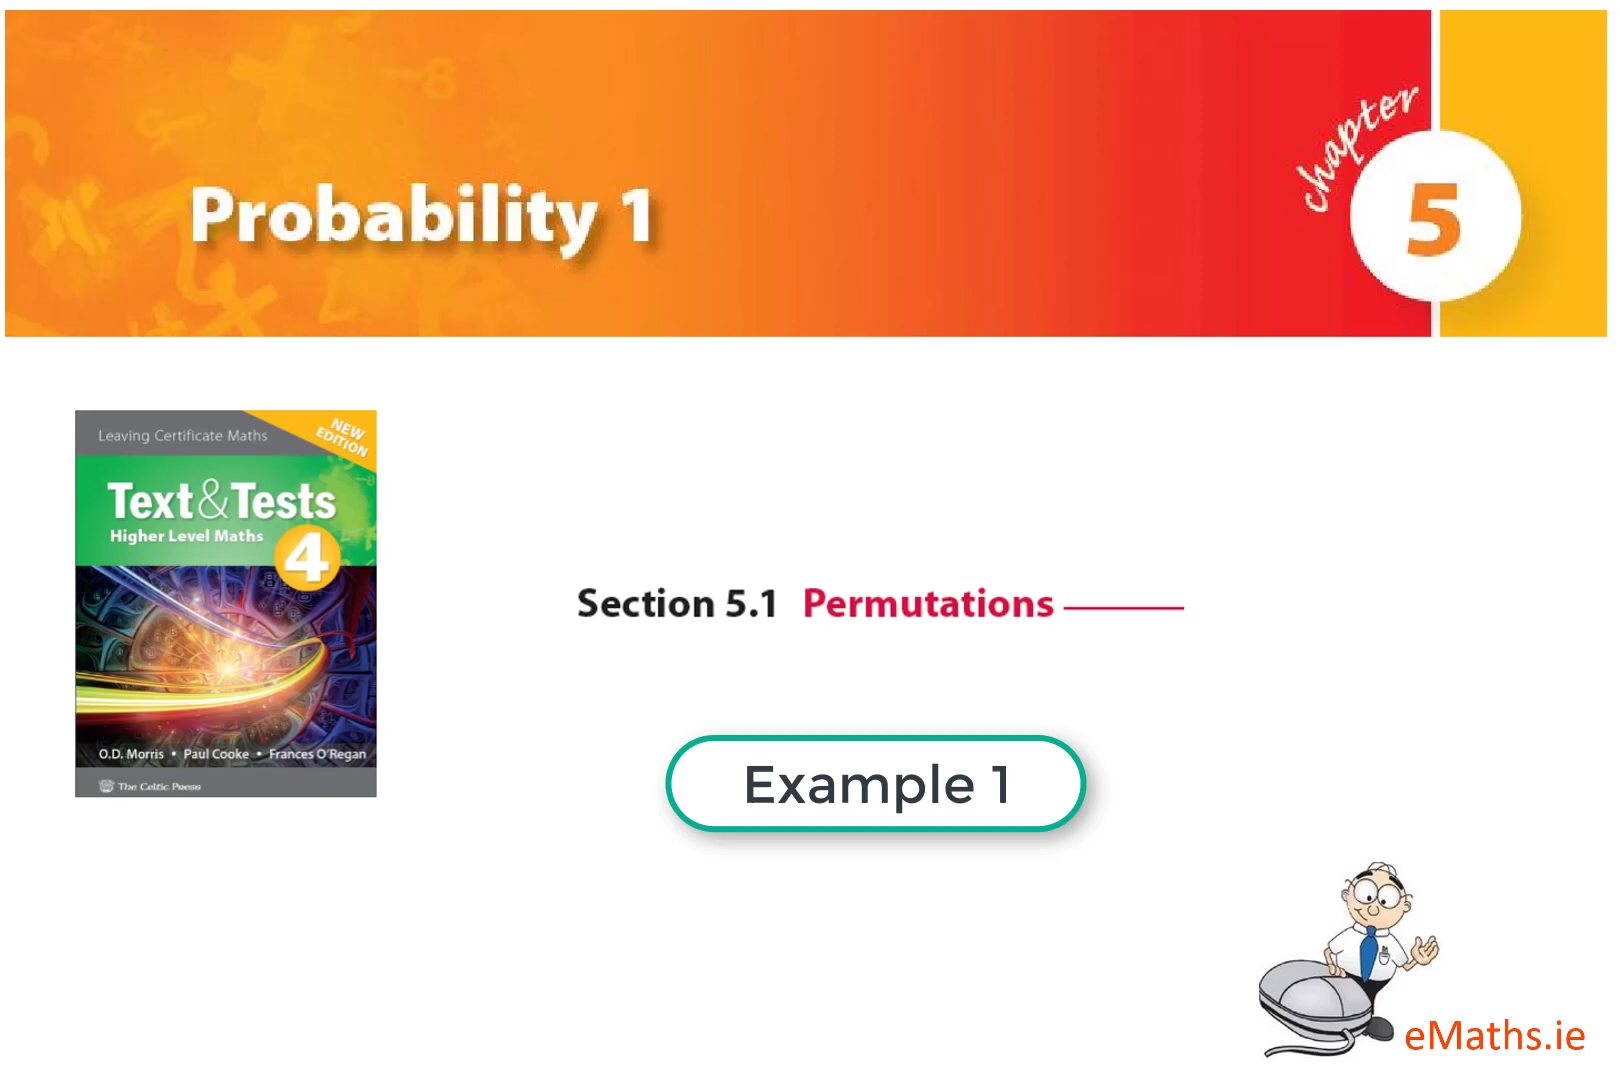 chapter
Probability 1
5
Leaving Certificate Maths
NEW
EDITION
Text&Tests
Higher Level Maths
4
O.D. Morris • Paul Cooke • Frances O'Regan
The Celtic Press
Section 5.1 Permutations
Example 1
eMaths.ie